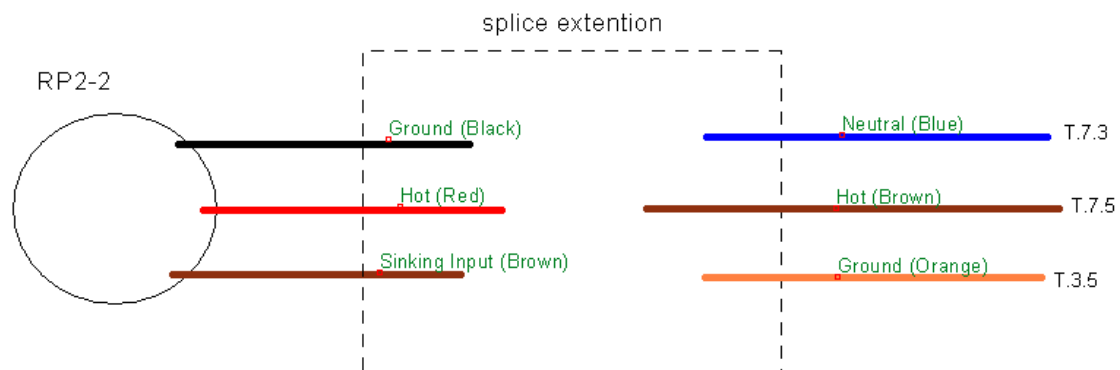 splice extention
RP2-2
Ground (Black)
Neutral (Blue)
T.7.3
Hot (Red)
Hot (Brown)
T.7.5
Sinking Input (Brown)
Ground (Orange)
T.3.5